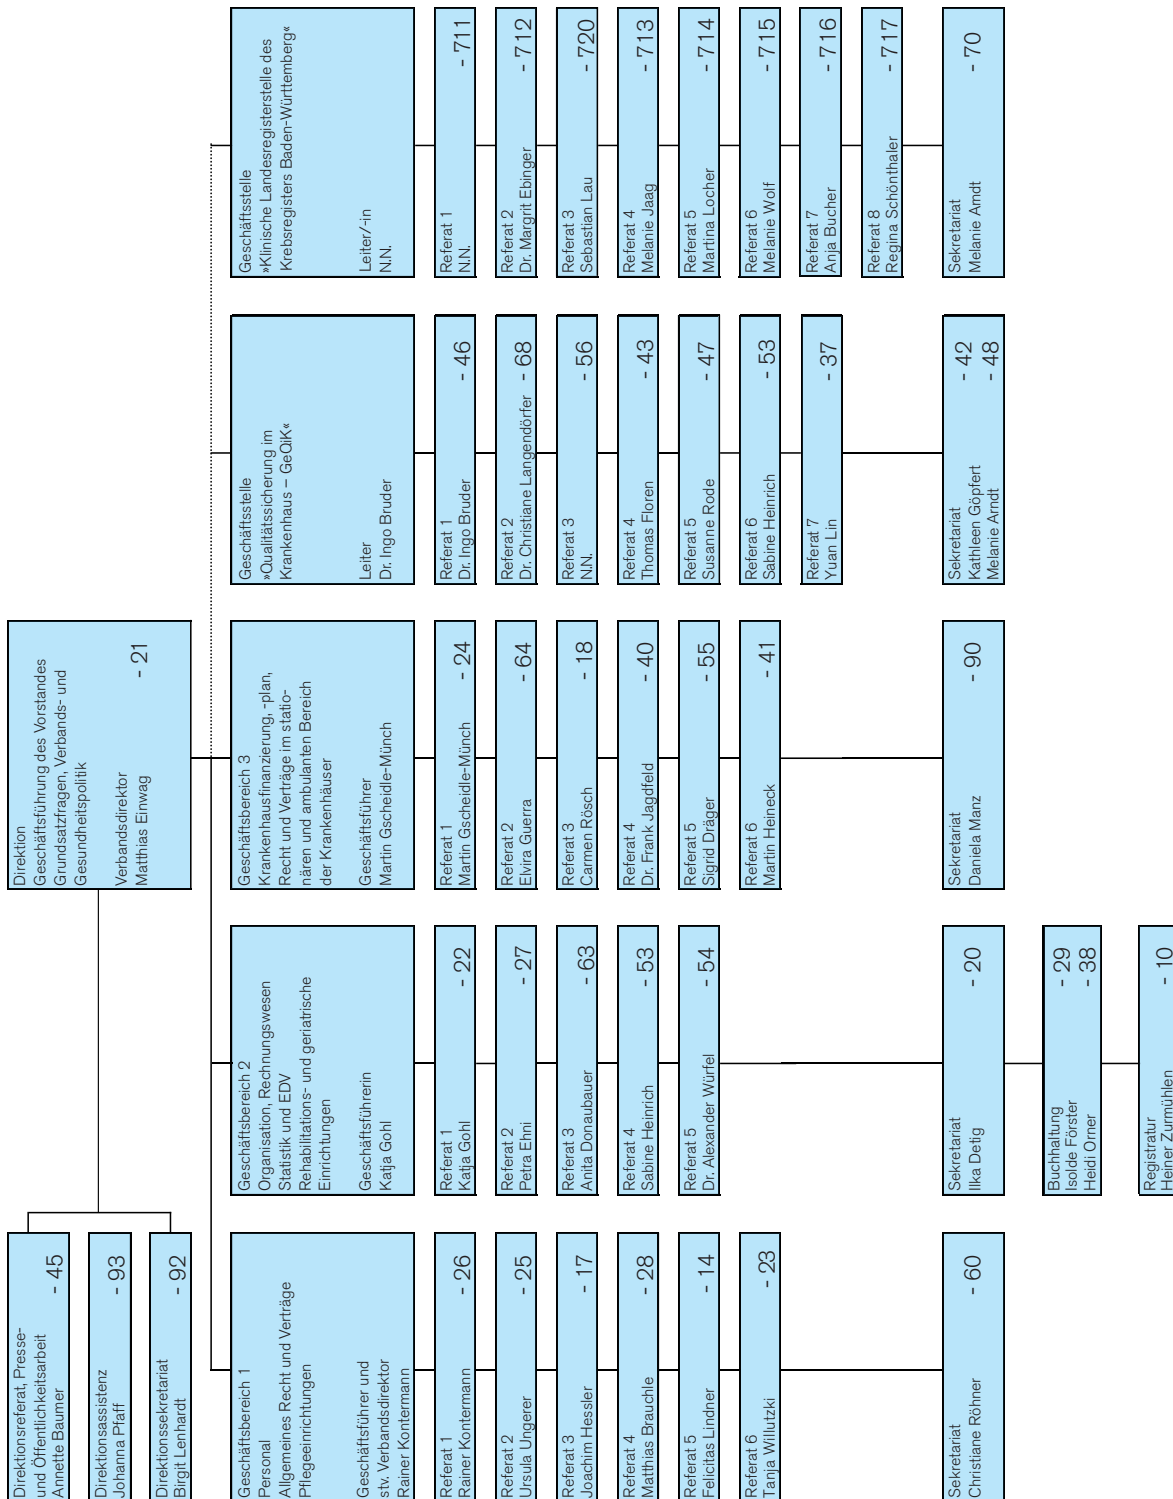 Direktion
Geschäftsführung des Vorstandes
Grundsatzfragen, Verbands- und
Gesundheitspolitik
Verbandsdirektor
Matthias Einwag - 21
Direktionsreferat, Presse-
und Öffentlichkeitsarbeit
Annette Baumer - 45
Direktionsassistenz
Johanna Pfaff - 93
Direktionssekretariat
Birgit Lenhardt - 92
Geschäftsbereich 1
Personal
Allgemeines Recht und Verträge
Pflegeeinrichtungen
Geschäftsführer und
stv. Verbandsdirektor
Rainer Kontermann
Referat 1
Rainer Kontermann - 26
Referat 2
Ursula Ungerer - 25
Referat 3
Joachim Hessler - 17
Referat 4
Matthias Brauchle - 28
Referat 5
Felicitas Lindner - 14
Referat 6
Tanja Willutzki - 23
Sekretariat
Christiane Röhner - 60
Geschäftsbereich 2
Organisation, Rechnungswesen
Statistik und EDV
Rehabilitations- und geriatrische
Einrichtungen
Geschäftsführerin
Katja Gohl
Referat 1
Katja Gohl - 22
Referat 2
Petra Ehni - 27
Referat 3
Anita Donaubauer - 63
Referat 4
Sabine Heinrich - 53
Referat 5
Dr. Alexander Würfel - 54
Sekretariat
Ilka Detig - 20
Buchhaltung
Isolde Förster - 29
Heidi Orner - 38
Registratur
Heiner Zurmühlen - 10
Geschäftsbereich 3
Krankenhausfinanzierung, -plan,
Recht und Verträge im statio-
nären und ambulanten Bereich
der Krankenhäuser
Geschäftsführer
Martin Gscheidle-Münch
Referat 1
Martin Gscheidle-Münch - 24
Referat 2
Elvira Guerra - 64
Referat 3
Carmen Rösch - 18
Referat 4
Dr. Frank Jagdfeld - 40
Referat 5
Sigrid Dräger - 55
Referat 6
Martin Heineck - 41
Sekretariat
Daniela Manz - 90
Geschäftsstelle
»Qualitätssicherung im
Krankenhaus – GeQiK«
Leiter
Dr. Ingo Bruder
Referat 1
Dr. Ingo Bruder - 46
Referat 2
Dr. Christiane Langendörfer - 68
Referat 3
N.N. - 56
Referat 4
Thomas Floren - 43
Referat 5
Susanne Rode - 47
Referat 6
Sabine Heinrich - 53
Referat 7
Yuan Lin - 37
Sekretariat
Kathleen Göpfert - 42
Melanie Arndt - 48
Geschäftsstelle
»Klinische Landesregisterstelle des
Krebsregisters Baden-Württemberg«
Leiter/-in
N.N.
Referat 1
N.N. - 711
Referat 2
Dr. Margrit Ebinger - 712
Referat 3
Sebastian Lau - 720
Referat 4
Melanie Jaag - 713
Referat 5
Martina Locher - 714
Referat 6
Melanie Wolf - 715
Referat 7
Anja Bucher - 716
Referat 8
Regina Schönthaler - 717
Sekretariat
Melanie Arndt - 70